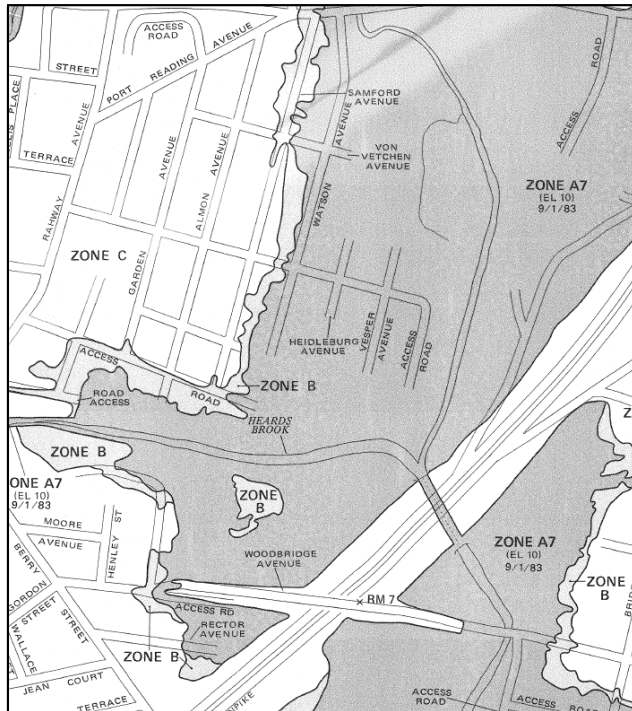 ACCESS
ROAD
PORT READING AVENUE
STREET
PLACE
TERRACE
RAHWAY
AVENUE
GARDEN
AVENUE
ALMON
AVENUE
SAMFORD
AVENUE
VON
VETCHEN
AVENUE
WATSON
AVENUE
ACCESS
ROAD
ZONE A7
(EL 10)
9/1/83
ZONE C
HEIDLEBURG
AVENUE
VESPER
AVENUE
ACCESS
ROAD
ACCESS
ROAD
ROAD
ACCESS
ZONE B
HEARDS
BROOK
ZONE B
ZONE
B
ONE A7
(EL 10)
9/1/83
MOORE
AVENUE
HENLEY ST
WOODBRIDGE
AVENUE
ZONE A7
(EL 10)
9/1/83
ZONE
B
BERRY
STREET
GORDON
STREET
WALLACE
ACCESS RD
RECTOR
AVENUE
RM 7
ZONE B
JEAN COURT
TERRACE
NPIKE
ACCESS
ROAD
ACCESS ROAD